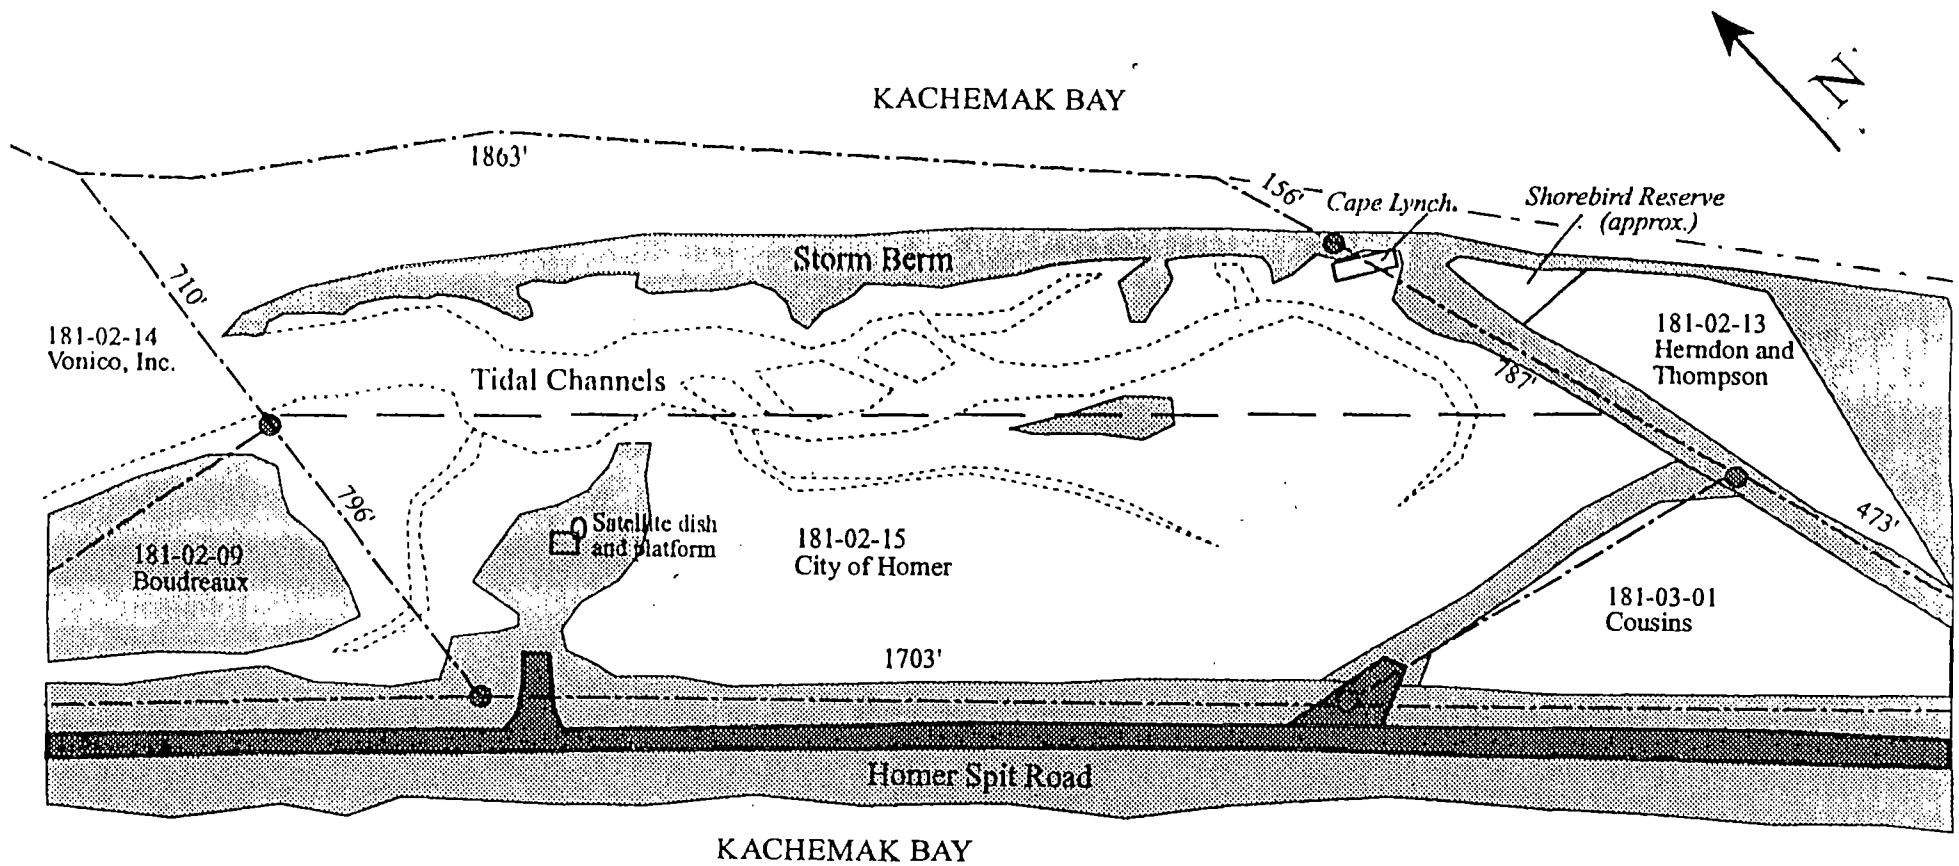 N
KACHEMAK BAY
1863'
156'
Cape Lynch.
Shorebird Reserve
(approx.)
Storm Berm
710'
181-02-14
Vonico, Inc.
181-02-13
Herndon and
Thompson
787'
Tidal Channels
796'
473'
Satellite dish
and platform
181-02-15
City of Homer
181-02-09
Boudreaux
181-03-01
Cousins
1703'
Homer Spit Road
KACHEMAK BAY